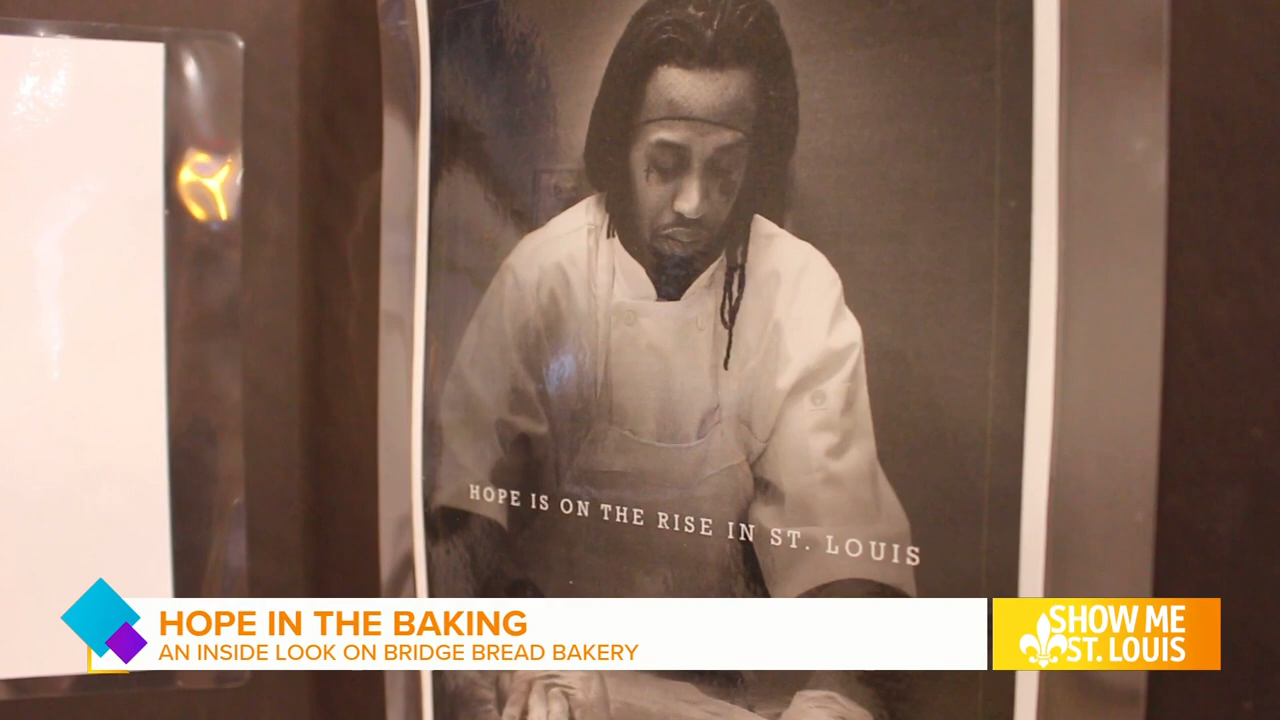 HOPE IS ON THE RISE IN ST. LOUIS
HOPE IN THE BAKING
AN INSIDE LOOK ON BRIDGE BREAD BAKERY
SHOW ME
ST. LOUIS